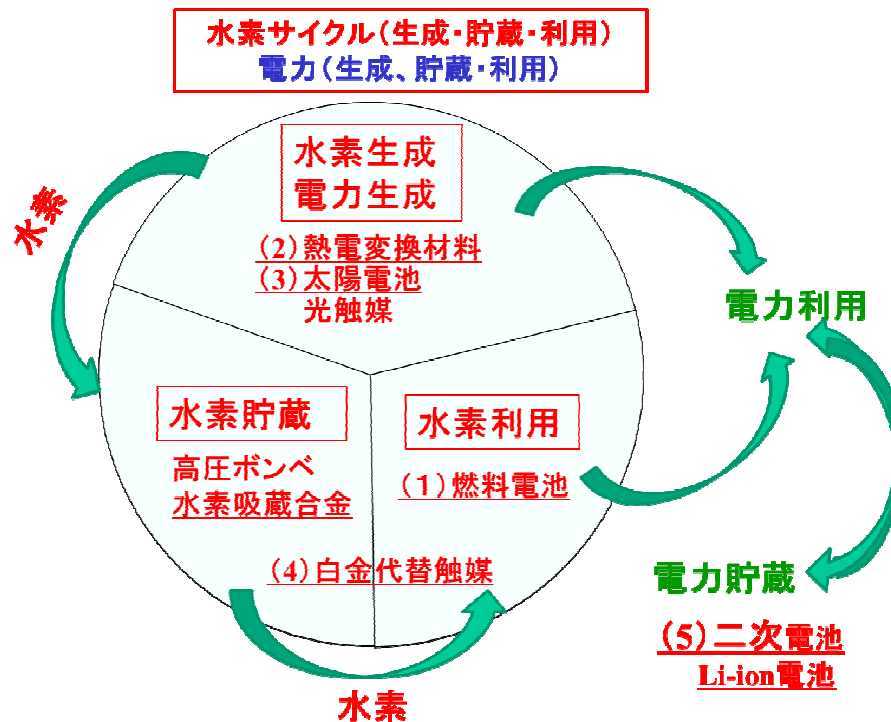 水素サイクル(生成・貯蔵・利用)
電力(生成、貯蔵・利用)
水素生成
電力生成
(2)熱電変換材料
(3)太陽電池
光触媒
水素
電力利用
水素貯蔵
高圧ボンベ
水素吸蔵合金
水素利用
(1)燃料電池
(4)白金代替触媒
水素
電力貯蔵
(5)二次電池
Li-ion電池